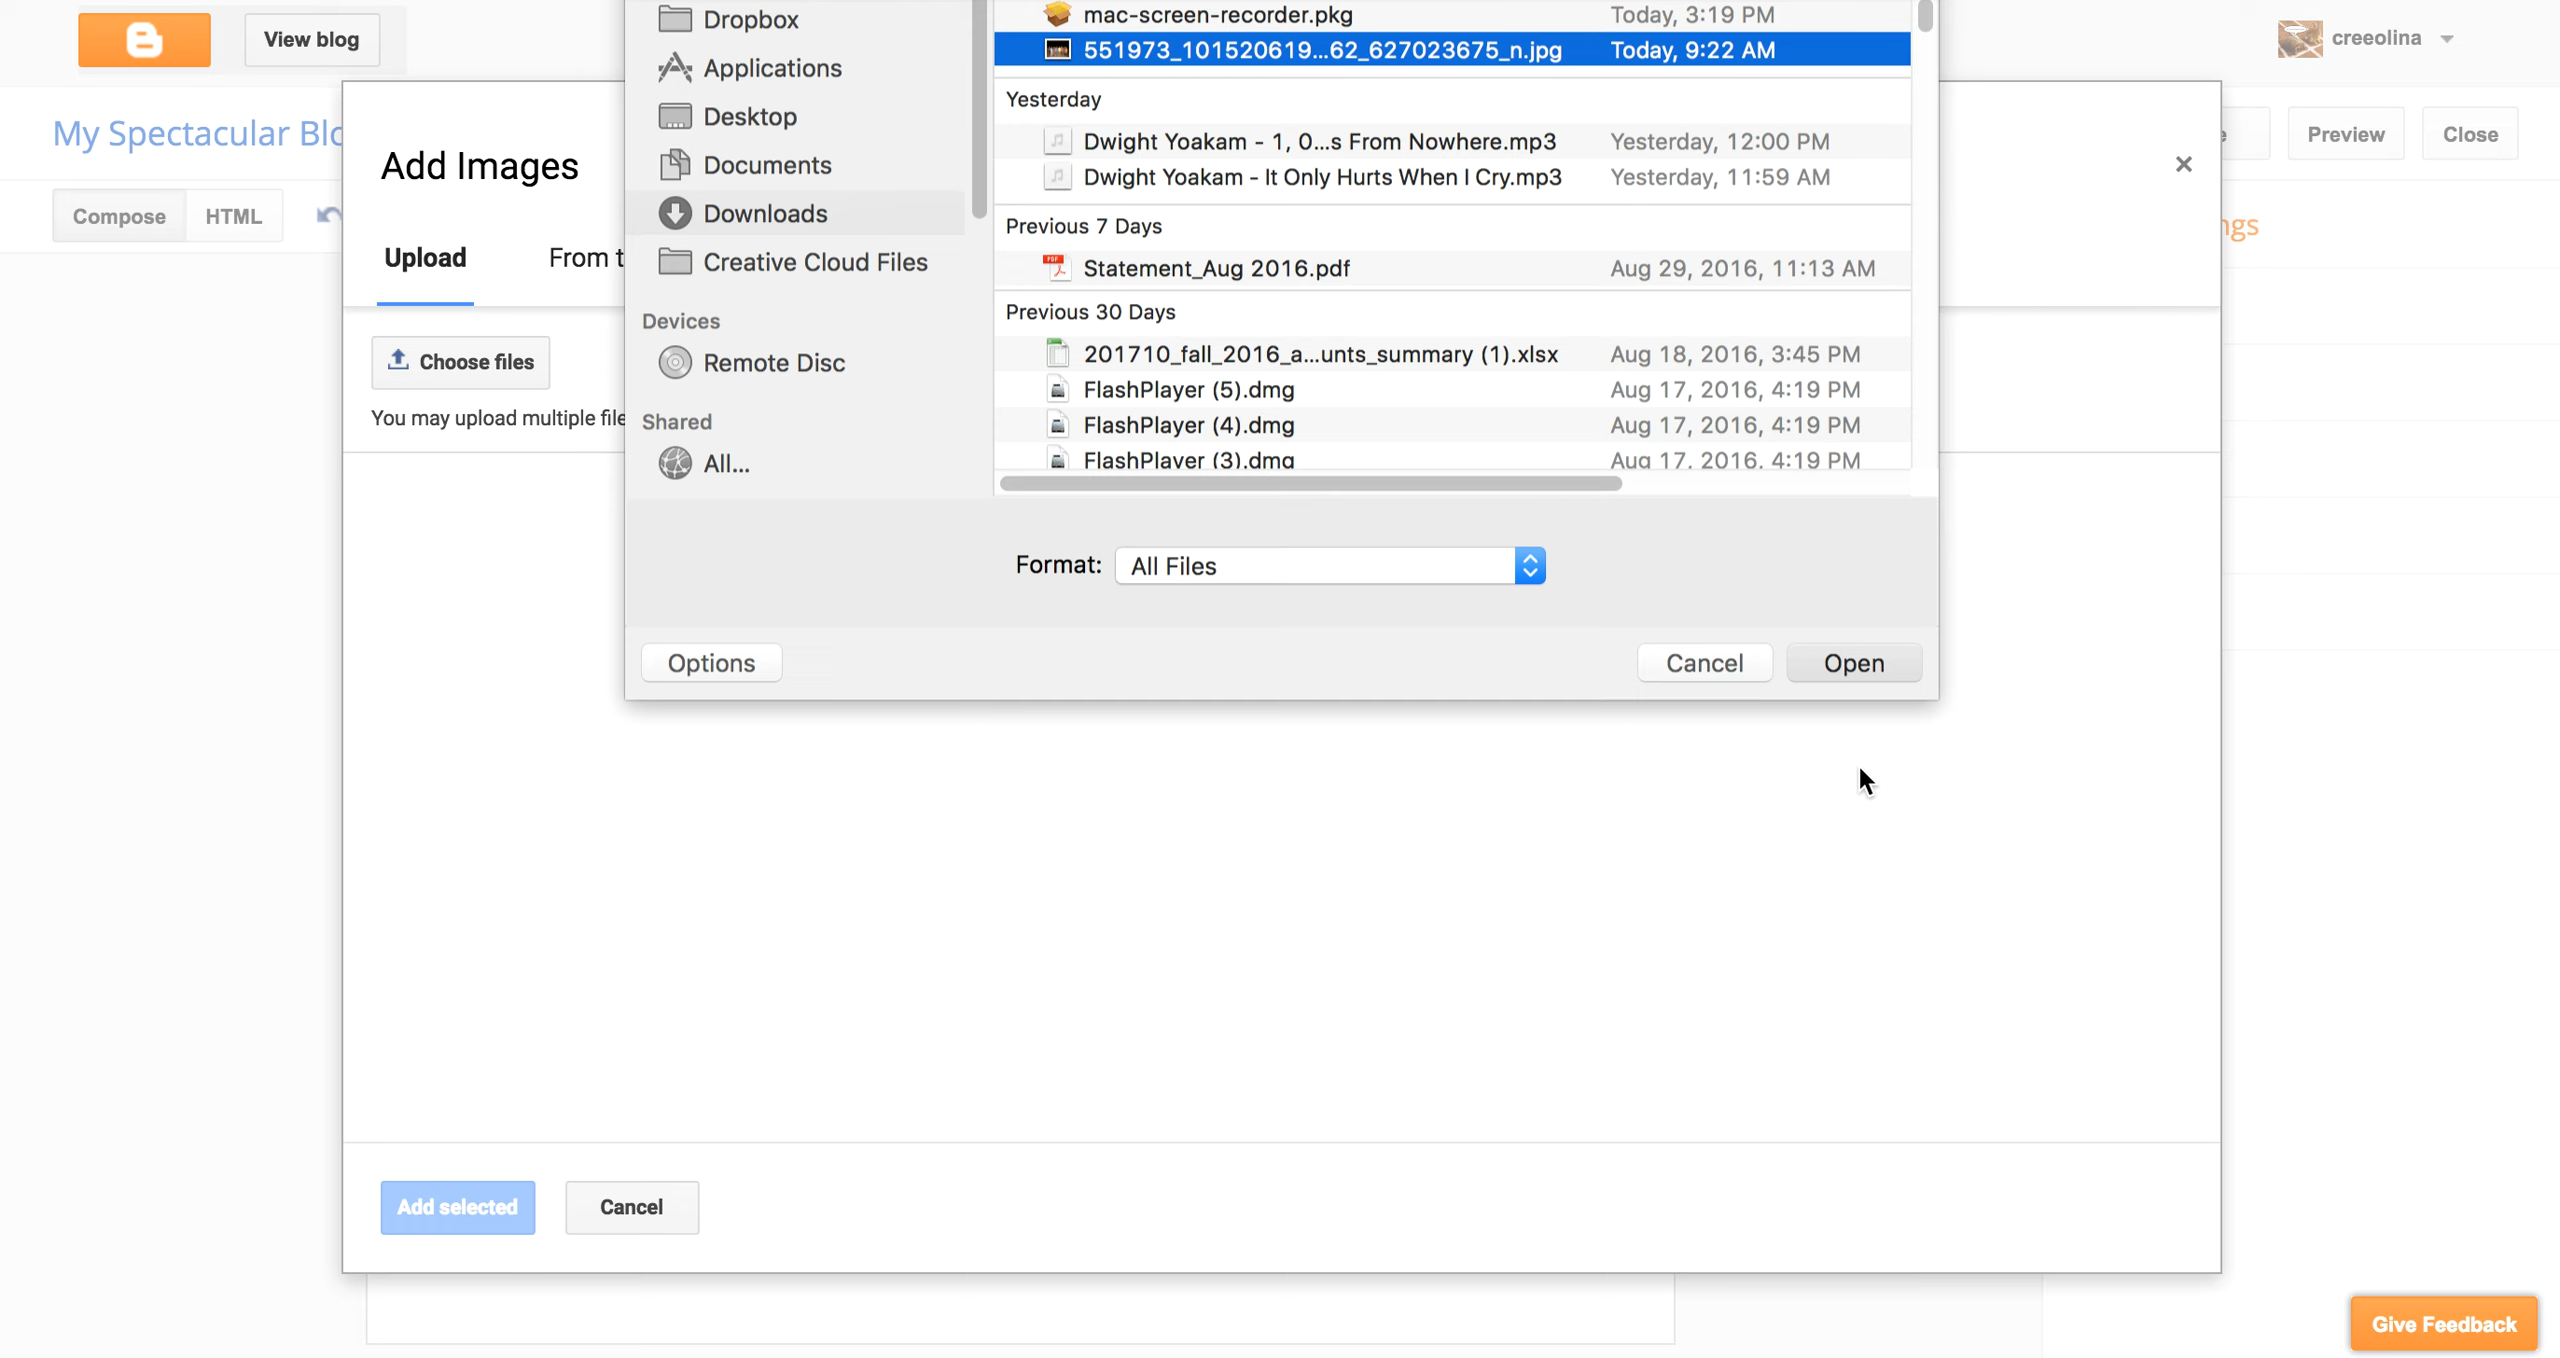 View blog
creeolina
My Spectacular Blo
Preview
Close
Compose
HTML
ngs
Add Images
×
Upload
From t
Choose files
You may upload multiple file
Dropbox
Applications
Desktop
Documents
Downloads
Creative Cloud Files
Devices
Remote Disc
Shared
All...
mac-screen-recorder.pkg Today, 3:19 PM
551973_101520619...62_627023675_n.jpg Today, 9:22 AM
Yesterday
Dwight Yoakam - 1, 0...s From Nowhere.mp3 Yesterday, 12:00 PM
Dwight Yoakam - It Only Hurts When I Cry.mp3 Yesterday, 11:59 AM
Previous 7 Days
PDF Statement_Aug 2016.pdf Aug 29, 2016, 11:13 AM
Previous 30 Days
201710_fall_2016_a...unts_summary (1).xlsx Aug 18, 2016, 3:45 PM
FlashPlayer (5).dmg Aug 17, 2016, 4:19 PM
FlashPlayer (4).dmg Aug 17, 2016, 4:19 PM
FlashPlayer (3).dmg Aug 17, 2016, 4:19 PM
Format: All Files
Options
Cancel
Open
Add selected
Cancel
Give Feedback